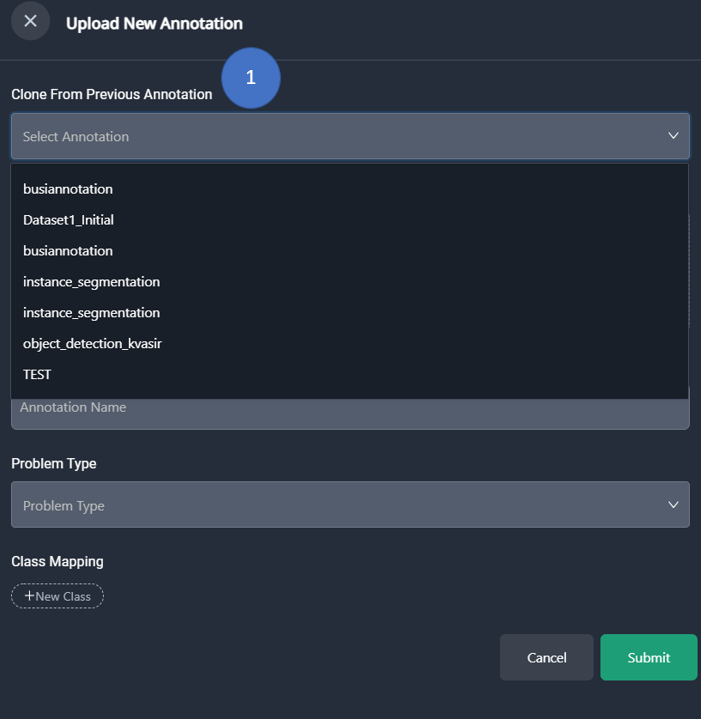 Upload New Annotation
1
Clone From Previous Annotation
Select Annotation
busiannotation
Dataset1_Initial
busiannotation
instance_segmentation
instance_segmentation
object_detection_kvasir
TEST
Annotation Name
Problem Type
Problem Type
Class Mapping
+New Class
Cancel Submit